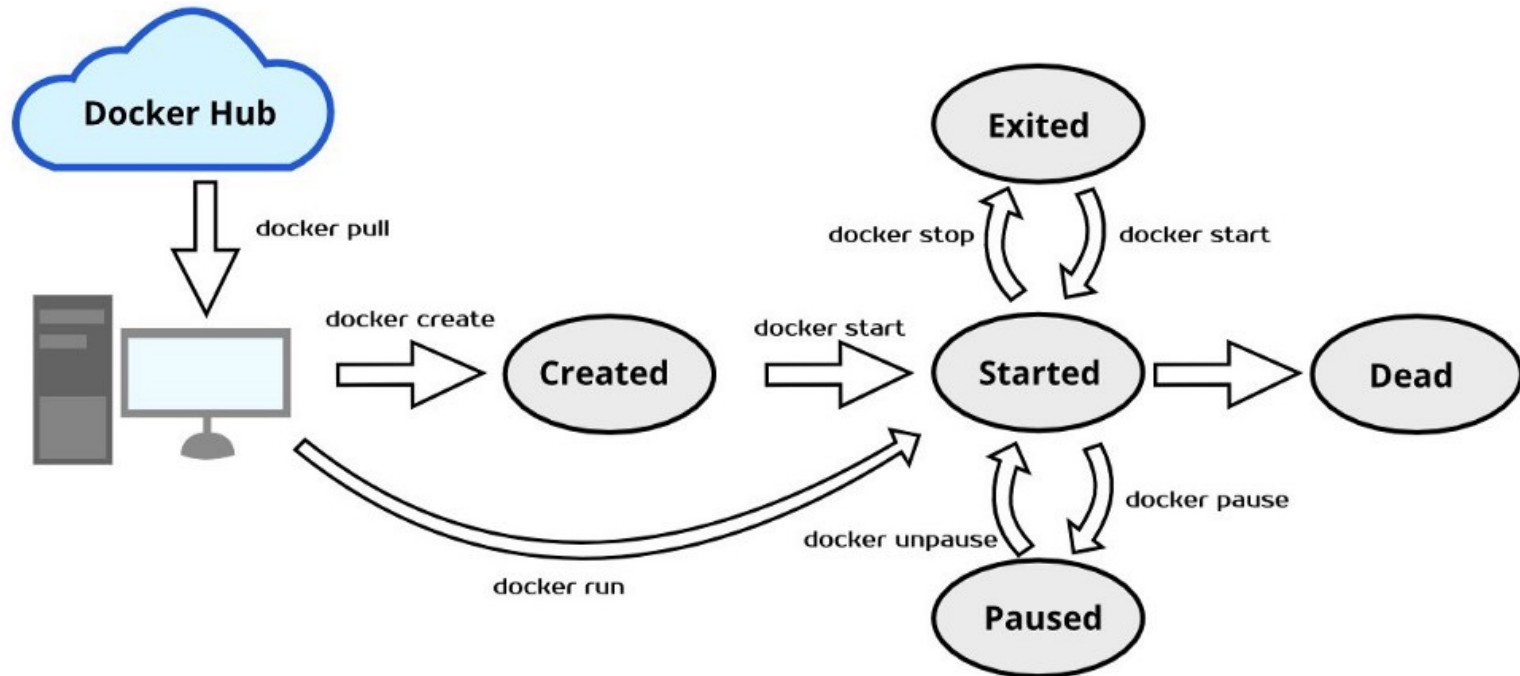 Docker Hub
docker pull
docker create
Created
docker run
docker start
Exited
docker stop
docker start
Started
Dead
docker unpause
docker pause
Paused